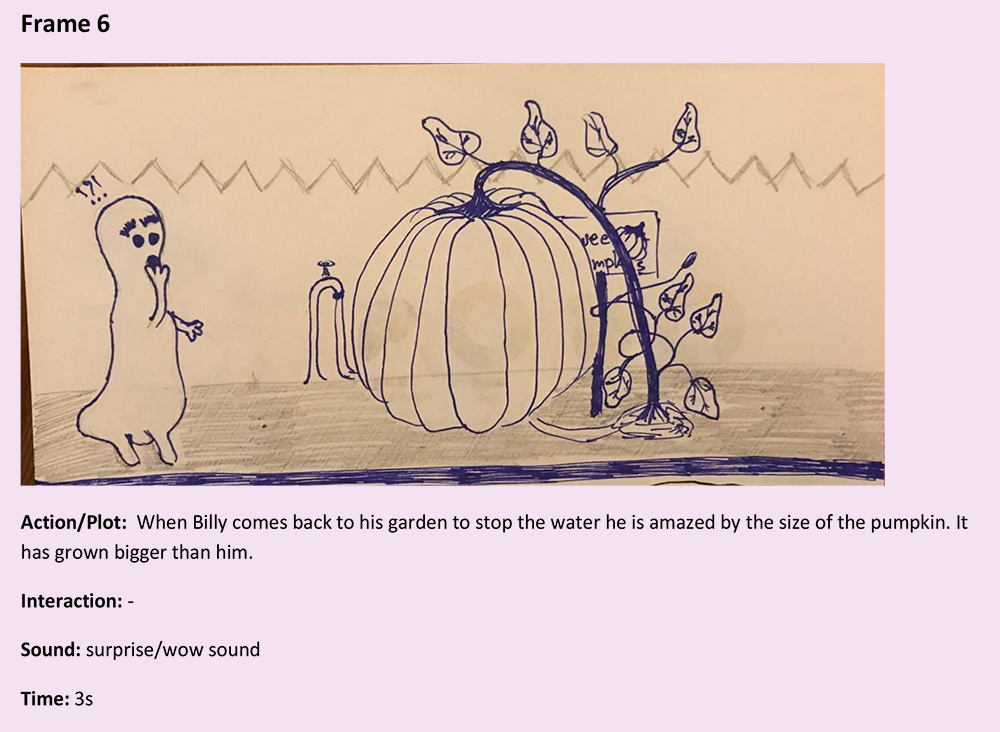 Frame 6
?!
Action/Plot: When Billy comes back to his garden to stop the water he is amazed by the size of the pumpkin. It
has grown bigger than him.
Interaction: -
Sound: surprise/wow sound
Time: 3s